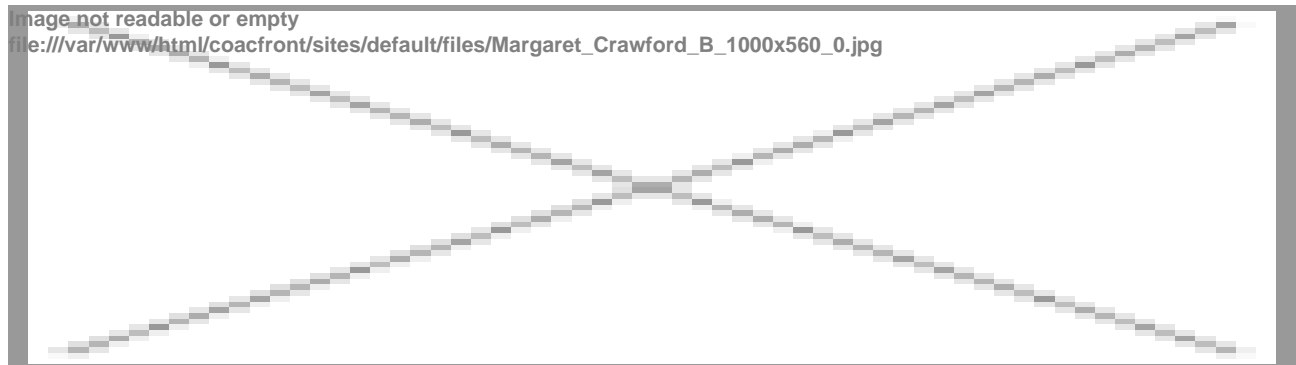 Image not readable or empty
file:///var/www/html/coacfront/sites/default/files/Margaret_Crawford_B_1000x560_0.jpg